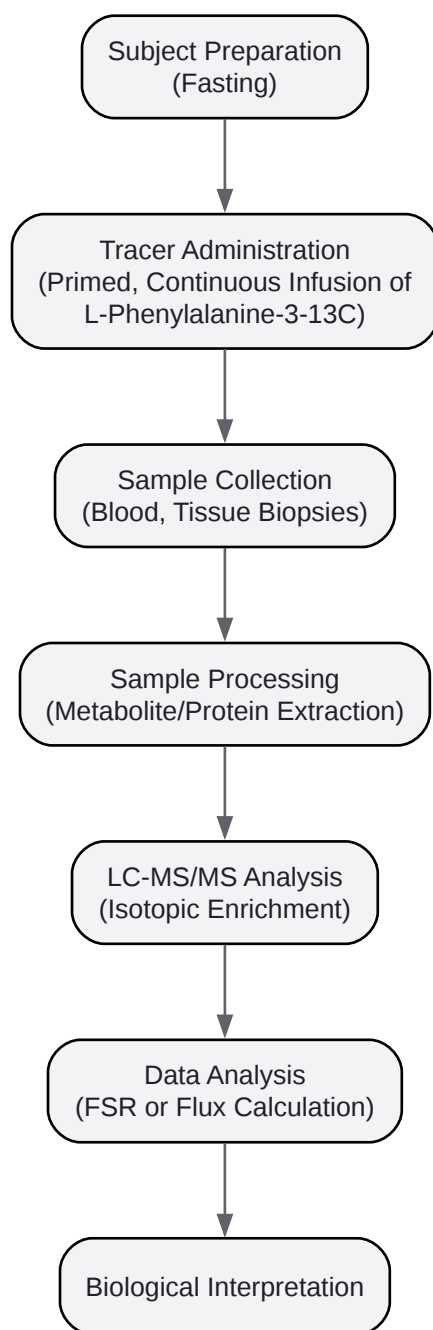 Subject Preparation
(Fasting)
Tracer Administration
(Primed, Continuous Infusion of
L-Phenylalanine-3-13C)
Sample Collection
(Blood, Tissue Biopsies)
Sample Processing
(Metabolite/Protein Extraction)
LC-MS/MS Analysis
(Isotopic Enrichment)
Data Analysis
(FSR or Flux Calculation)
Biological Interpretation